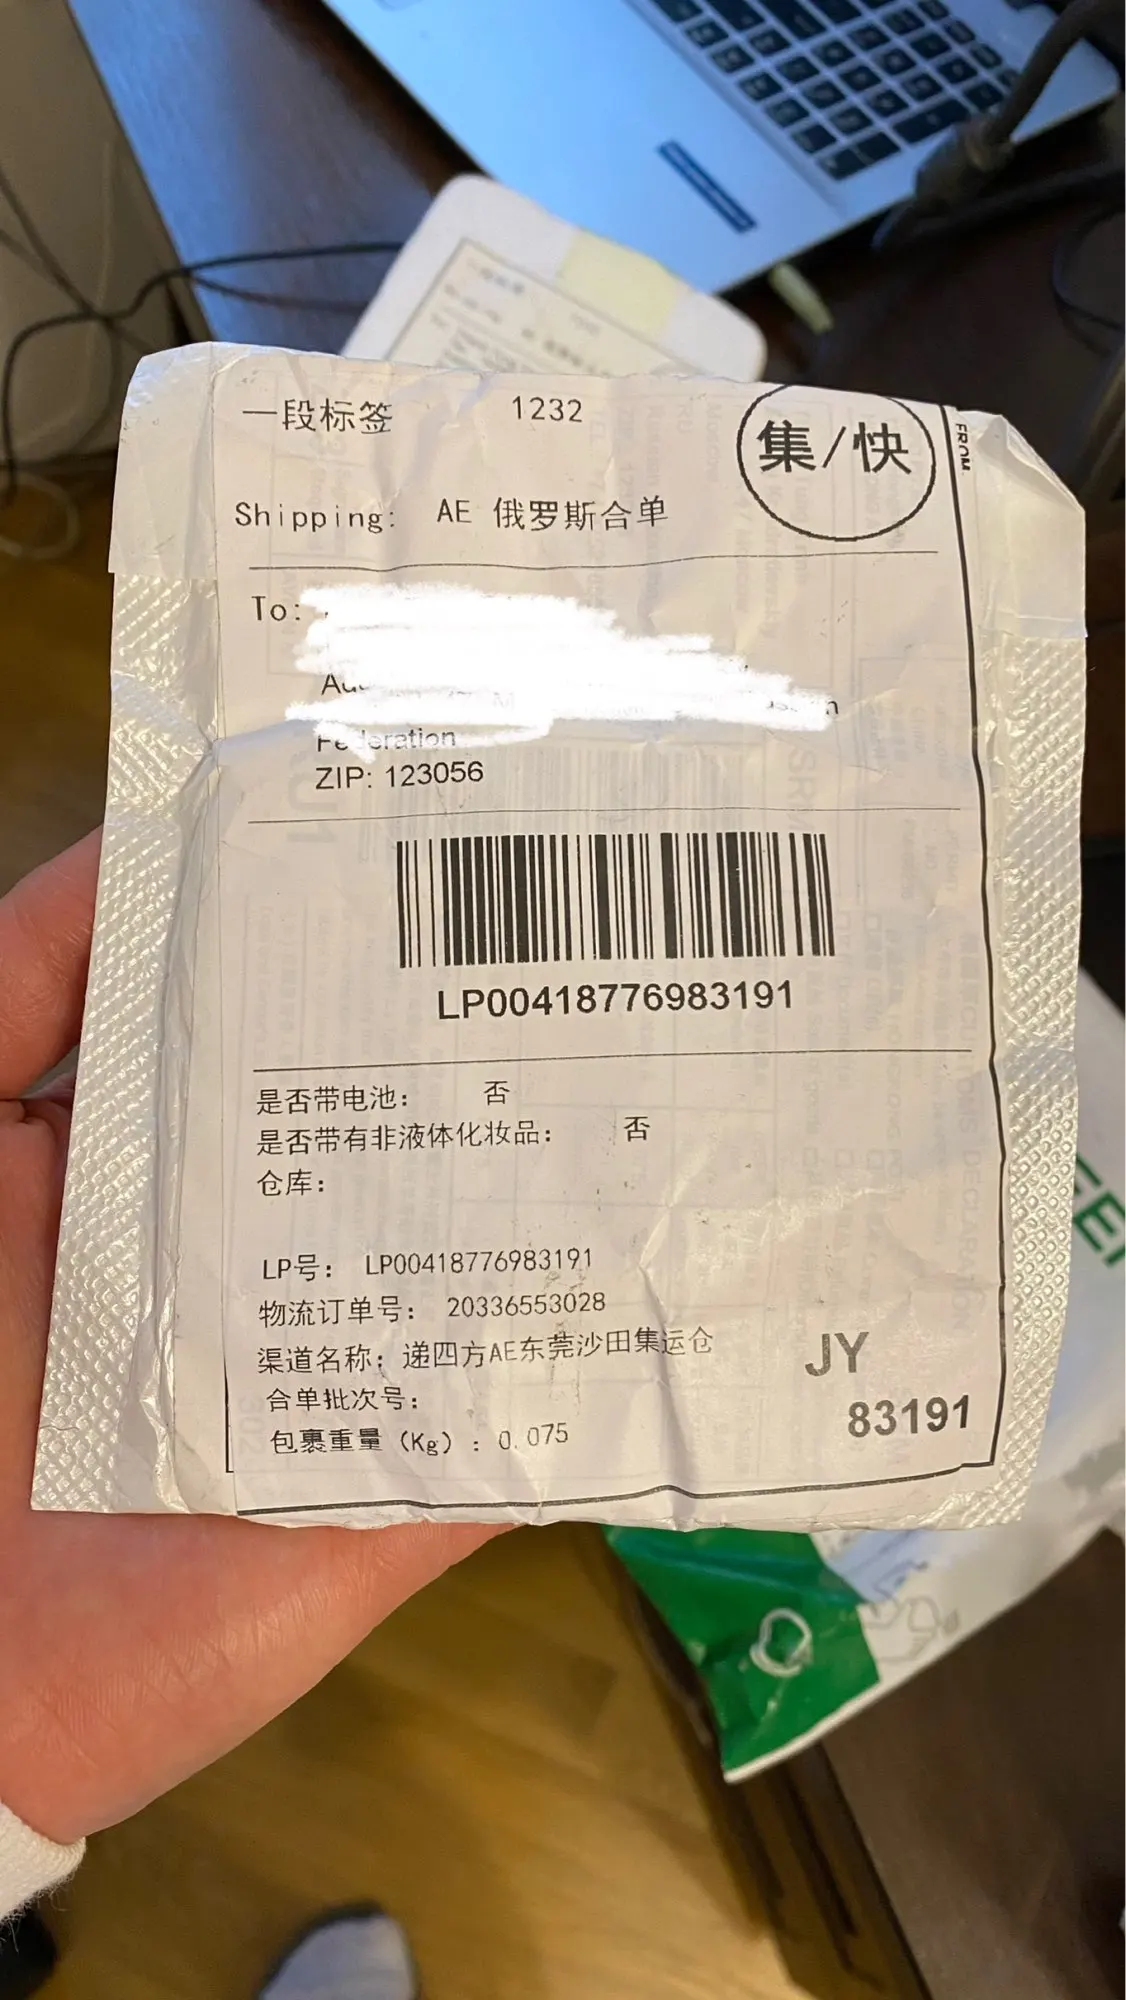 一段标签 1232
集/快
FROM
Shipping: AE 俄罗斯合单
To:
Federation
ZIP: 123056
LP00418776983191
是否带电池： 否
是否带有非液体化妆品： 否
仓库：
LP号： LP00418776983191
物流订单号： 20336553028
渠道名称： 递四方AE东莞沙田集运仓
JY
合单批次号：
83191
包裹重量（Kg）：0.075